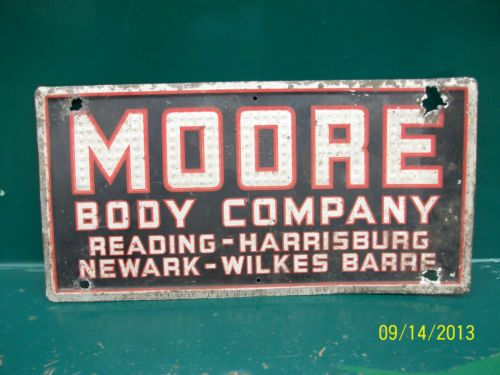 MOORE
BODY COMPANY
READING-HARRISBURG
NEWARK-WILKES BARRE
09/14/2013